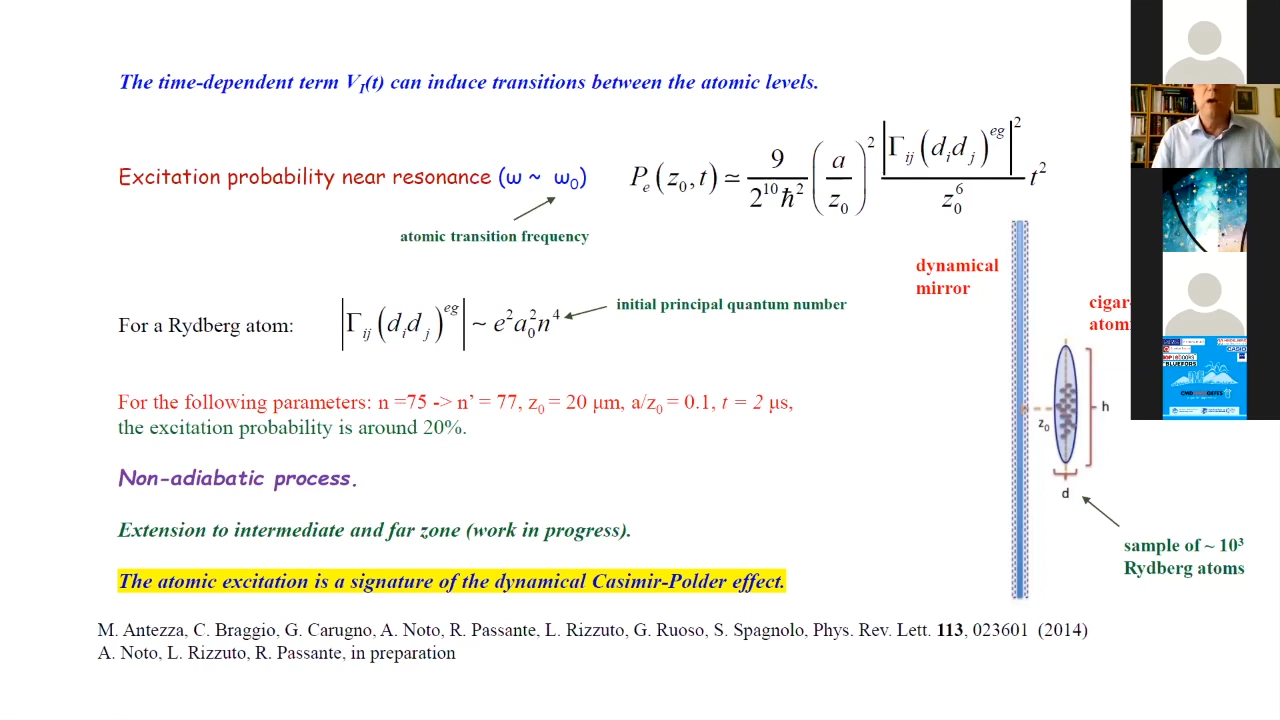 The time-dependent term V_I(t) can induce transitions between the atomic levels.
Excitation probability near resonance (ω ~ ω₀)
P_e(z₀,t) ≃ 9/(2¹⁰ħ²) (a/z₀)² |Γ_ij(d_i d_j)^eg|²/z₀⁶ t²
atomic transition frequency
dynamical
mirror
cigar-
atomi
For a Rydberg atom: |Γ_ij(d_i d_j)^eg| ~ e²a₀²n⁴
initial principal quantum number
For the following parameters: n =75 -> n’ = 77, z₀ = 20 μm, a/z₀ = 0.1, t = 2 μs,
the excitation probability is around 20%.
z₀
h
d
Non-adiabatic process.
Extension to intermediate and far zone (work in progress).
sample of ~ 10³
Rydberg atoms
The atomic excitation is a signature of the dynamical Casimir-Polder effect.
M. Antezza, C. Braggio, G. Carugno, A. Noto, R. Passante, L. Rizzuto, G. Ruoso, S. Spagnolo, Phys. Rev. Lett. 113, 023601 (2014)
A. Noto, L. Rizzuto, R. Passante, in preparation